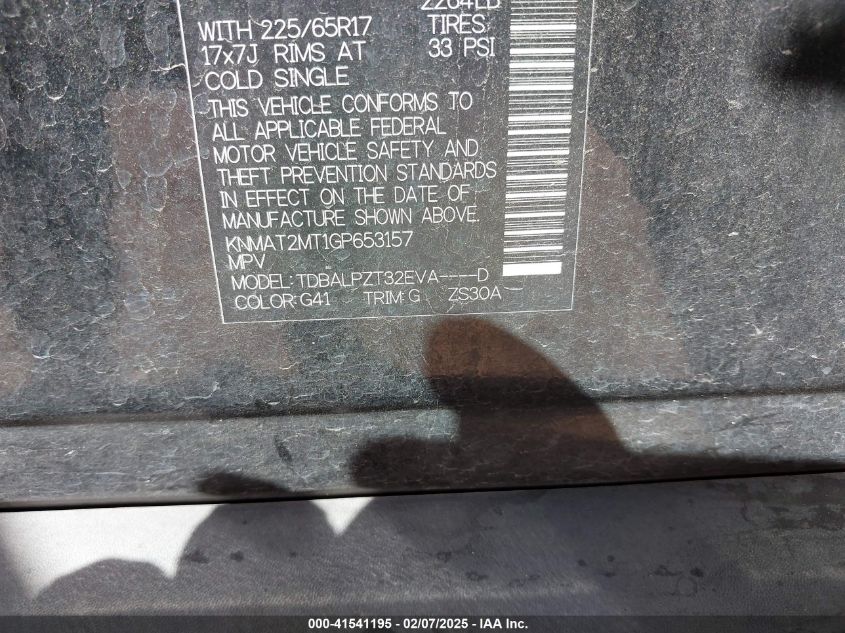 2264LB
WITH 225/65R17 TIRES
17x7J RIMS AT 33 PSI
COLD SINGLE
THIS VEHICLE CONFORMS TO
ALL APPLICABLE FEDERAL
MOTOR VEHICLE SAFETY AND
THEFT PREVENTION STANDARDS
IN EFFECT ON THE DATE OF
MANUFACTURE SHOWN ABOVE.
KNMAT2MT1GP653157
MPV
MODEL: TDBALPZT32EVA----D
COLOR: G41 TRIM: G ZS30A
000-41541195 - 02/07/2025 - IAA Inc.